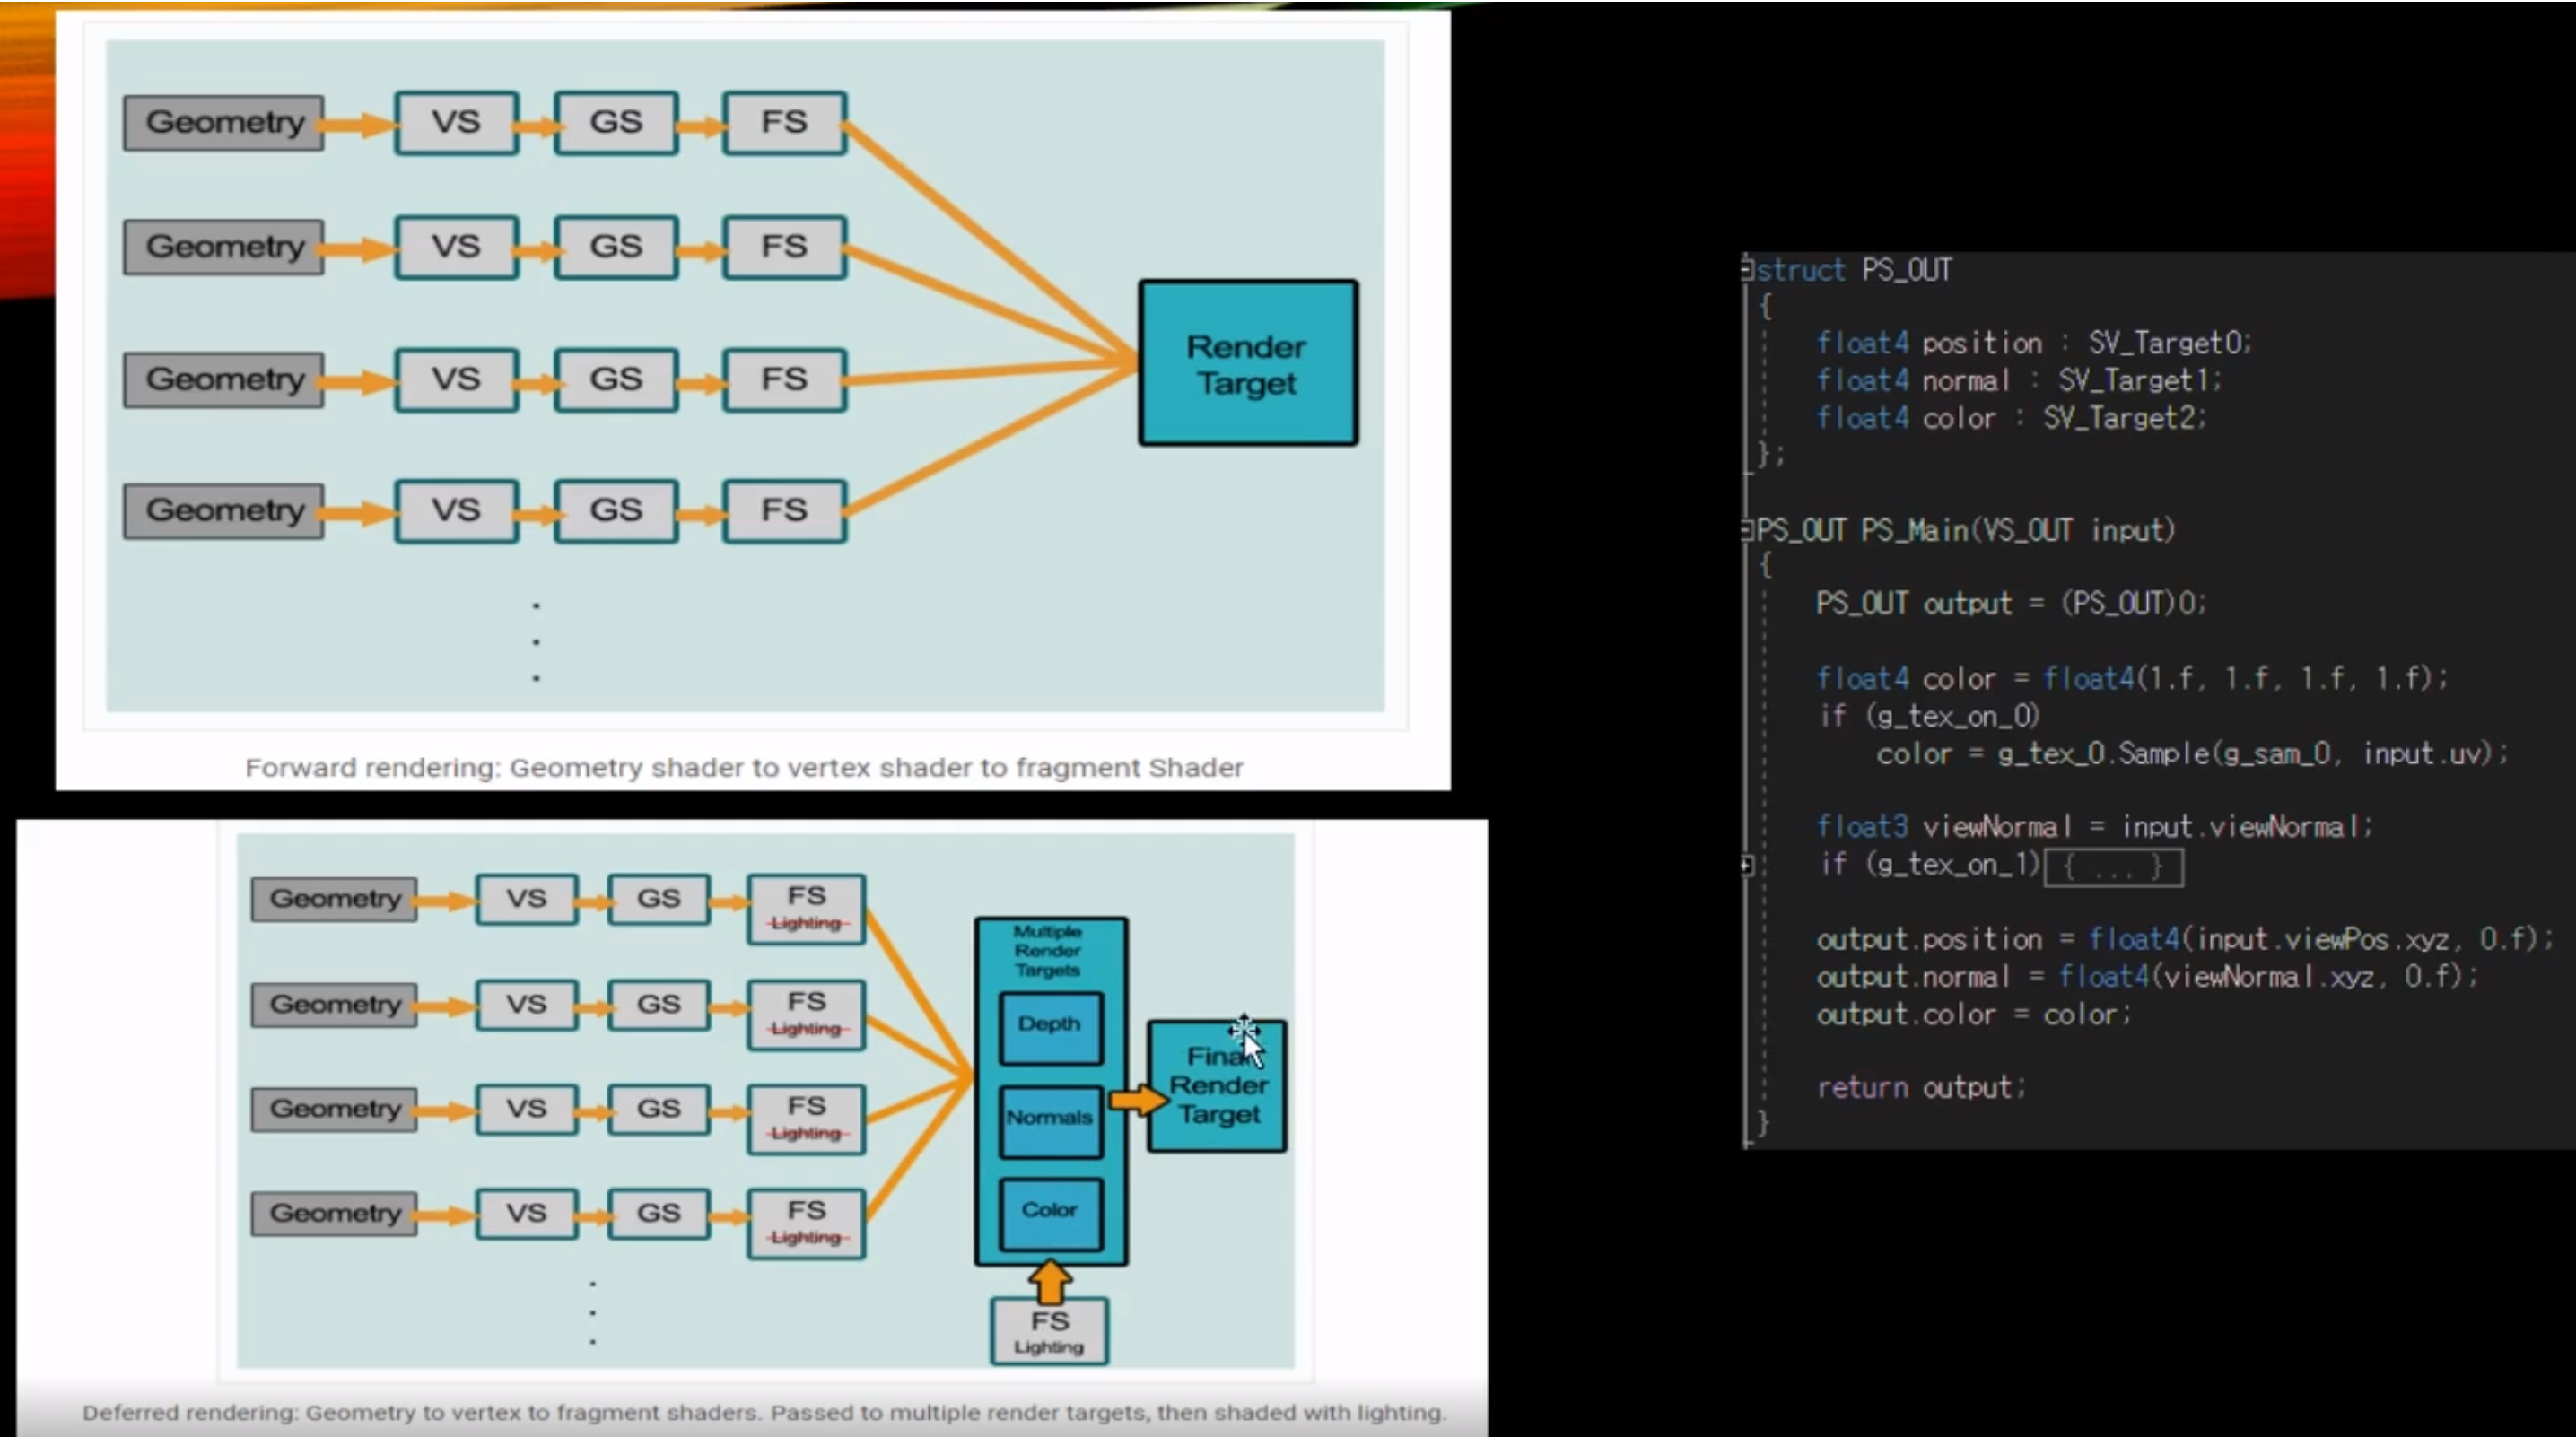 Geometry VS GS FS
Geometry VS GS FS
Render
Target
Geometry VS GS FS
Geometry VS GS FS
Forward rendering: Geometry shader to vertex shader to fragment Shader
Geometry VS GS FS
Lighting
Geometry VS GS FS
Lighting
Geometry VS GS FS
Lighting
Geometry VS GS FS
Lighting
Multiple
Render
Targets
Depth
Normals
Color
FS
Lighting
Final
Render
Target
Deferred rendering: Geometry to vertex to fragment shaders. Passed to multiple render targets, then shaded with lighting.
struct PS_OUT
{
float4 position : SV_Target0;
float4 normal : SV_Target1;
float4 color : SV_Target2;
};
PS_OUT PS_Main(VS_OUT input)
{
PS_OUT output = (PS_OUT)0;
float4 color = float4(1.f, 1.f, 1.f, 1.f);
if (g_tex_on_0)
color = g_tex_0.Sample(g_sam_0, input.uv);
float3 viewNormal = input.viewNormal;
if (g_tex_on_1) { ... }
output.position = float4(input.viewPos.xyz, 0.f);
output.normal = float4(viewNormal.xyz, 0.f);
output.color = color;
return output;
}